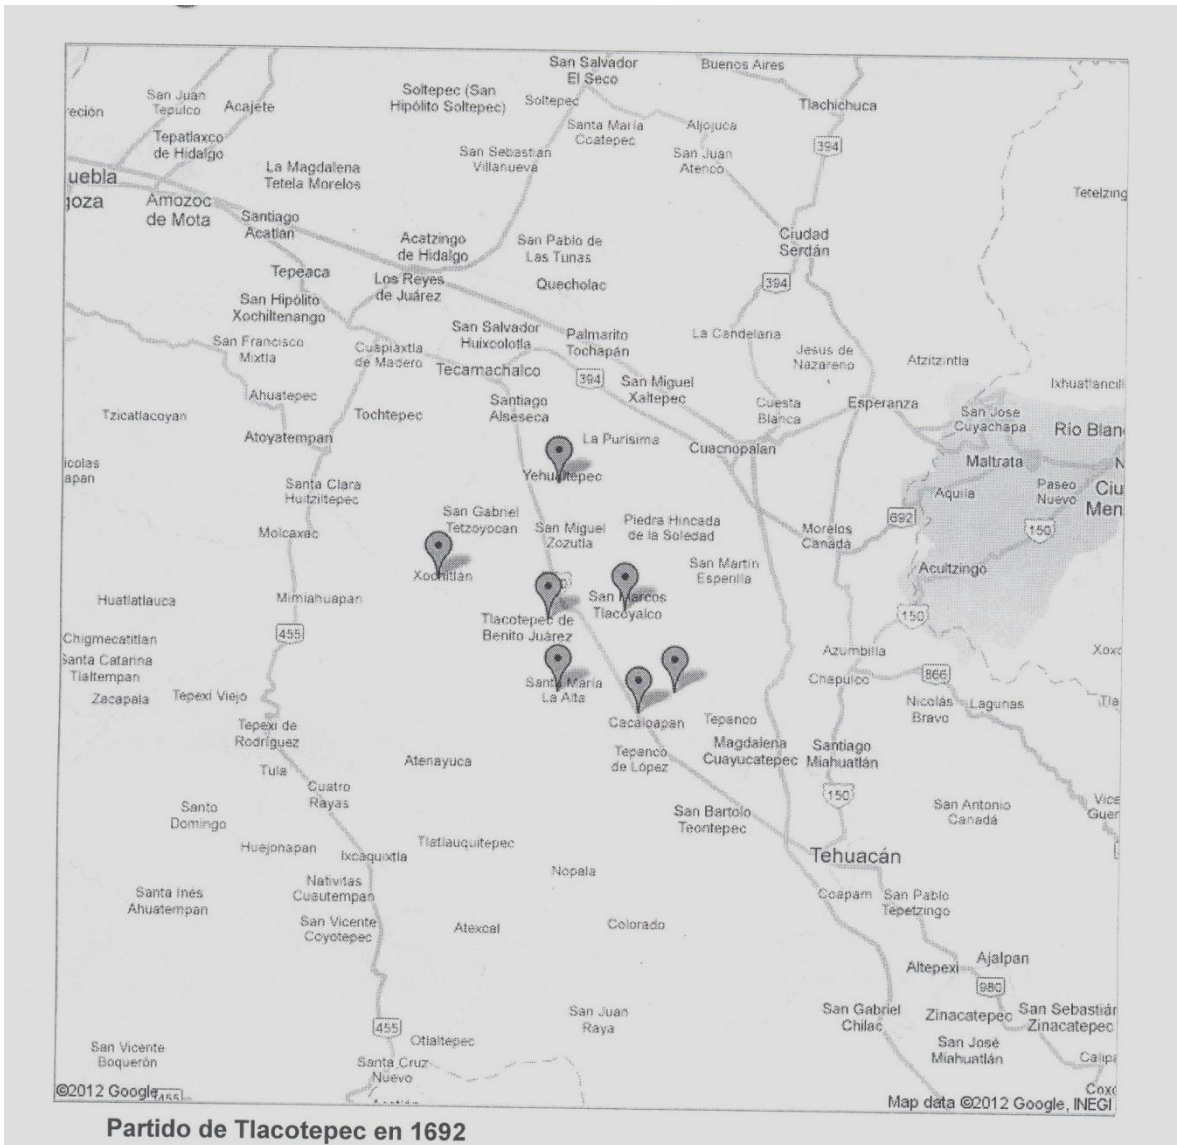 San Salvador
El Seco
Buenos Aires
San Juan
Tepulco
Acajete
Soltepec (San
Hipólito Soltepec)
Soltepec
Tlachichuca
reción
Tepatlaxco
de Hidalgo
Santa María
Coatepec
Aljojuca
394
San Sebastian
Villanueva
San Juan
Atenco
La Magdalena
Tetela Morelos
uebla
goza
Amozoc
de Mota
Tetelzing
Santiago
Acatlán
Acatzingo
de Hidalgo
San Pablo de
Las Tunas
Ciudad
Serdán
Tepeaca
Los Reyes
de Juárez
Quecholac
394
San Hipólito
Xochiltenango
San Salvador
Huixcolotla
Palmarito
Tochapán
La Candelaria
San Francisco
Mixtla
Cuapiaxtla
de Madero
Jesus de
Nazareno
Atzitzintla
Tecamachalco
394
San Miguel
Xaltepec
Ixhuatlancill
Ahuatepec
Santiago
Alseseca
Cuesta
Blanca
Esperanza
Tzicatlacoyan
Tochtepec
San Jose
Cuyachapa
Río Blan
Atoyatempan
La Purisima
Cuacnopalan
Maltrata
N
icolas
apan
Yehualtepec
Santa Clara
Huitziltepec
Aquila
Paseo
Nuevo
Ciu
Men
San Gabriel
Tetzoyocan
San Miguel
Zozutla
Piedra Hincada
de la Soledad
692
Molcaxac
Morelos
Cañada
150
Xochitlán
San Martin
Esperilla
Acultzingo
Huatlatlauca
Mimiahuapan
San Marcos
Tlacoyalco
Tlacotepec de
Benito Juárez
150
Chigmecatitlan
455
Santa Catarina
Tlaltempan
Azumbilla
Xoxo
Zacapala
Tepexi Viejo
Santa María
La Alta
Chapulco
866
Nicolás
Bravo
Lagunas
Tla
Tepexi de
Rodríguez
Cacaloapan
Tepanco
Tula
Atenayuca
Tepanco
de López
Magdalena
Cuayucatepec
Santiago
Miahuatlán
Cuatro
Rayas
150
Santo
Domingo
San Bartolo
Teontepec
San Antonio
Canadá
Vice
Guer
Huejonapan
Ixcaquixtla
Tlatlauquitepec
Tehuacán
Nopala
Santa Inés
Ahuatempan
Nativitas
Cuautempan
Coapam
San Pablo
Tepetzingo
San Vicente
Coyotepec
Atexcal
Colorado
Altepexi
Ajalpan
980
San Juan
Raya
San Gabriel
Chilac
Zinacatepec
San Sebastián
Zinacatepec
455
Otlaltepec
San Vicente
Boquerón
Santa Cruz
Nuevo
San José
Miahuatlán
Calipa
Coxc
©2012 Google
455
Map data ©2012 Google, INEGI
Partido de Tlacotepec en 1692